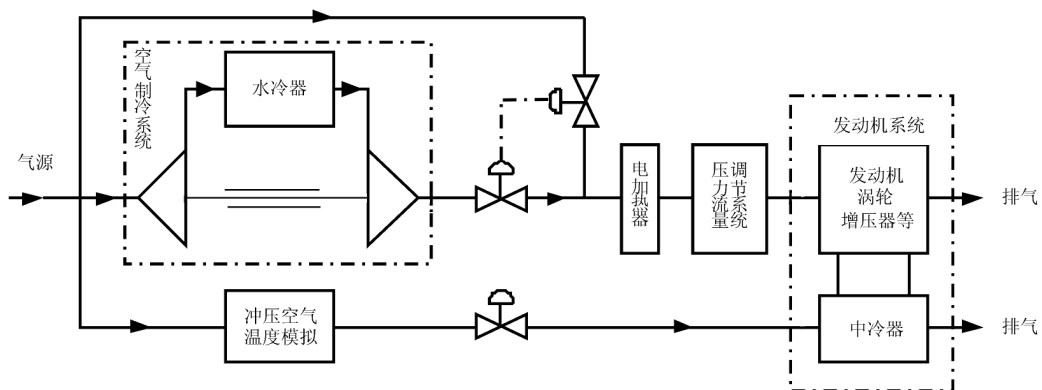 气源
空气制冷系统
水冷器
电加热器
压力流量
调节系统
发动机系统
发动机
涡轮
增压器等
排气
冲压空气
温度模拟
中冷器
排气